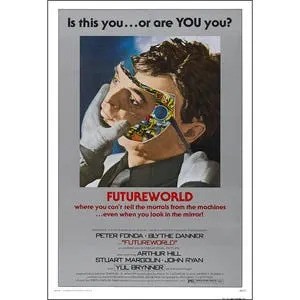 Is this you...or are YOU you?
FUTUREWORLD
where you can't tell the mortals from the machines
...even when you look in the mirror!
PETER FONDA · BLYTHE DANNER
"FUTUREWORLD"
ARTHUR HILL
STUART MARGOLIN · JOHN RYAN
YUL BRYNNER
PG